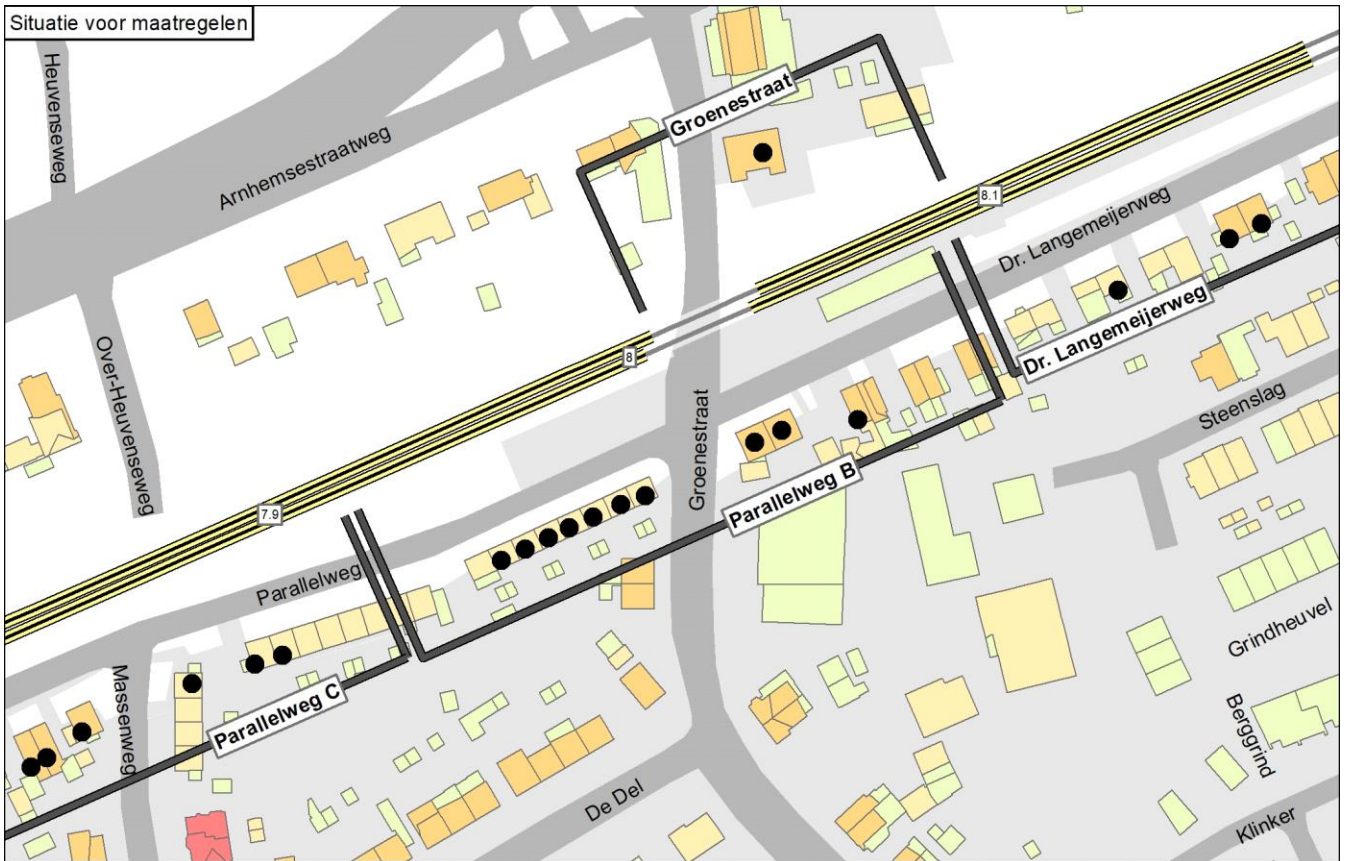 Situatie voor maatregelen
Heuvenseweg
Arnhemsestraatweg
Groenestraat
8.1
Dr. Langemeijerweg
Over-Heuvenseweg
8
Dr. Langemeijerweg
Steenslag
Groenestraat
Parallelweg B
7.9
Parallelweg
Massenweg
Parallelweg C
Grindheuvel
Berggrind
De Del
Klinker